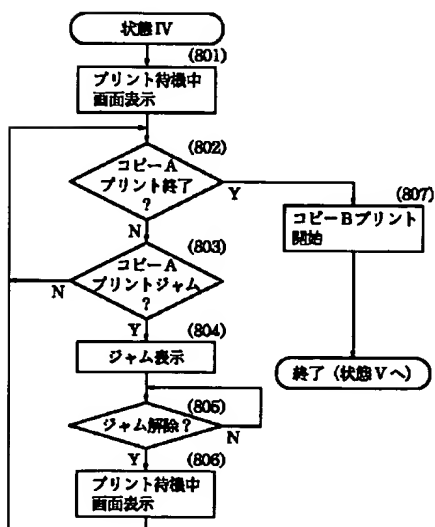 状態IV
(801)
プリント待機中
画面表示
(802)
コピーA
プリント終了
?
Y
N
(807)
コピーBプリント
開始
(803)
コピーA
プリントジャム
?
N
Y
(804)
ジャム表示
終了(状態Vへ)
(805)
ジャム解除?
N
Y
(806)
プリント待機中
画面表示